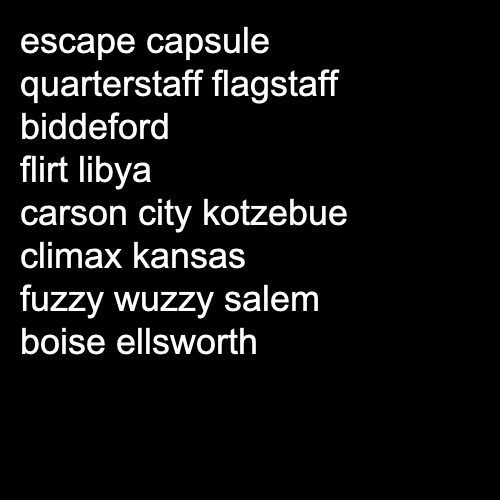 escape capsule
quarterstaff flagstaff
biddeford
flirt libya
carson city kotzebue
climax kansas
fuzzy wuzzy salem
boise ellsworth